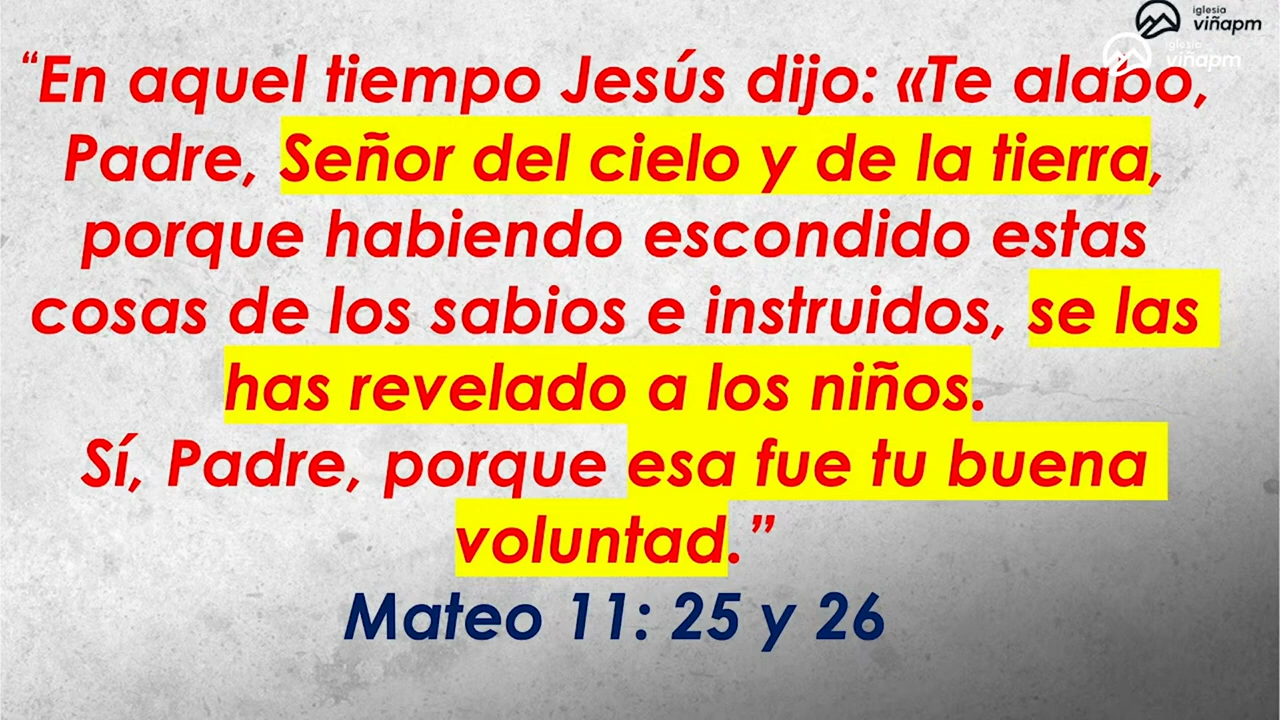 iglesia
viñapm
iglesia
viñapm
“En aquel tiempo Jesús dijo: «Te alabo,
Padre, Señor del cielo y de la tierra,
porque habiendo escondido estas
cosas de los sabios e instruidos, se las
has revelado a los niños.
Sí, Padre, porque esa fue tu buena
voluntad.”
Mateo 11: 25 y 26